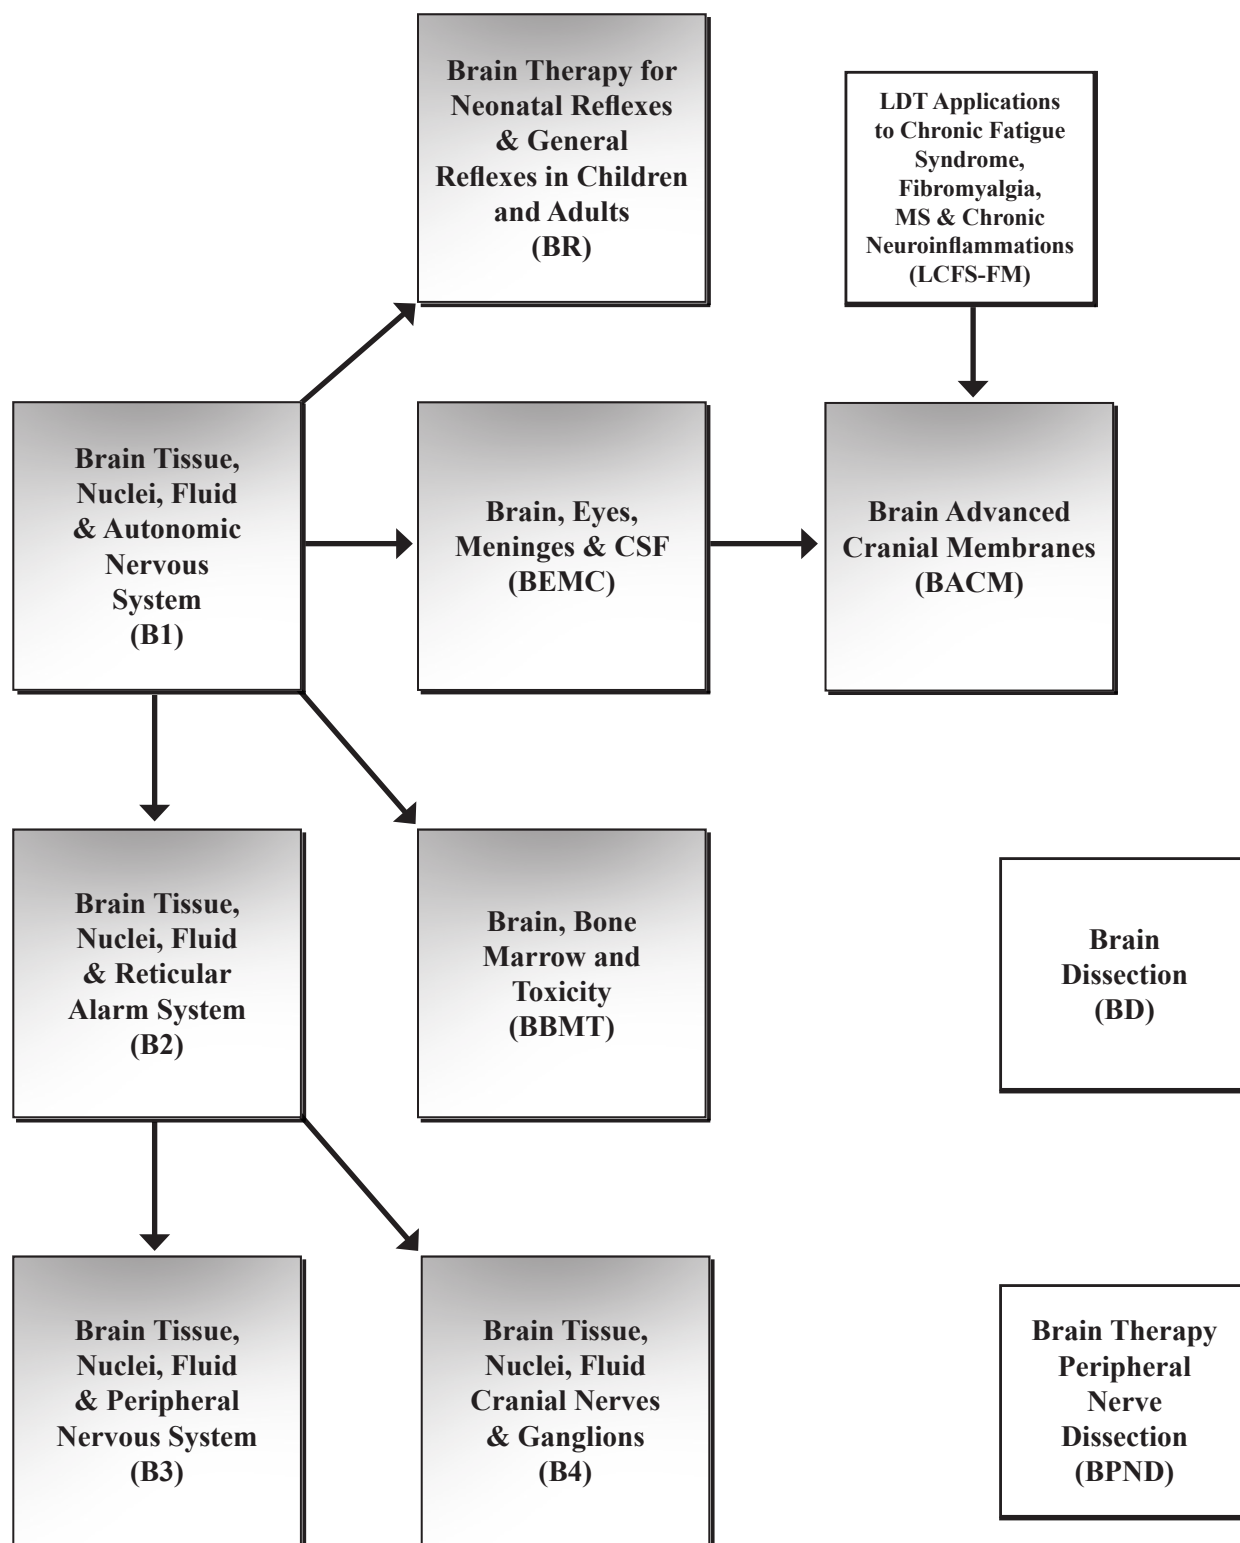 Brain Therapy for
Neonatal Reflexes
& General
Reflexes in Children
and Adults
(BR)
LDT Applications
to Chronic Fatigue
Syndrome,
Fibromyalgia,
MS & Chronic
Neuroinflammations
(LCFS-FM)
Brain Tissue,
Nuclei, Fluid
& Autonomic
Nervous
System
(B1)
Brain, Eyes,
Meninges & CSF
(BEMC)
Brain Advanced
Cranial Membranes
(BACM)
Brain Tissue,
Nuclei, Fluid
& Reticular
Alarm System
(B2)
Brain, Bone
Marrow and
Toxicity
(BBMT)
Brain
Dissection
(BD)
Brain Tissue,
Nuclei, Fluid
& Peripheral
Nervous System
(B3)
Brain Tissue,
Nuclei, Fluid
Cranial Nerves
& Ganglions
(B4)
Brain Therapy
Peripheral
Nerve
Dissection
(BPND)